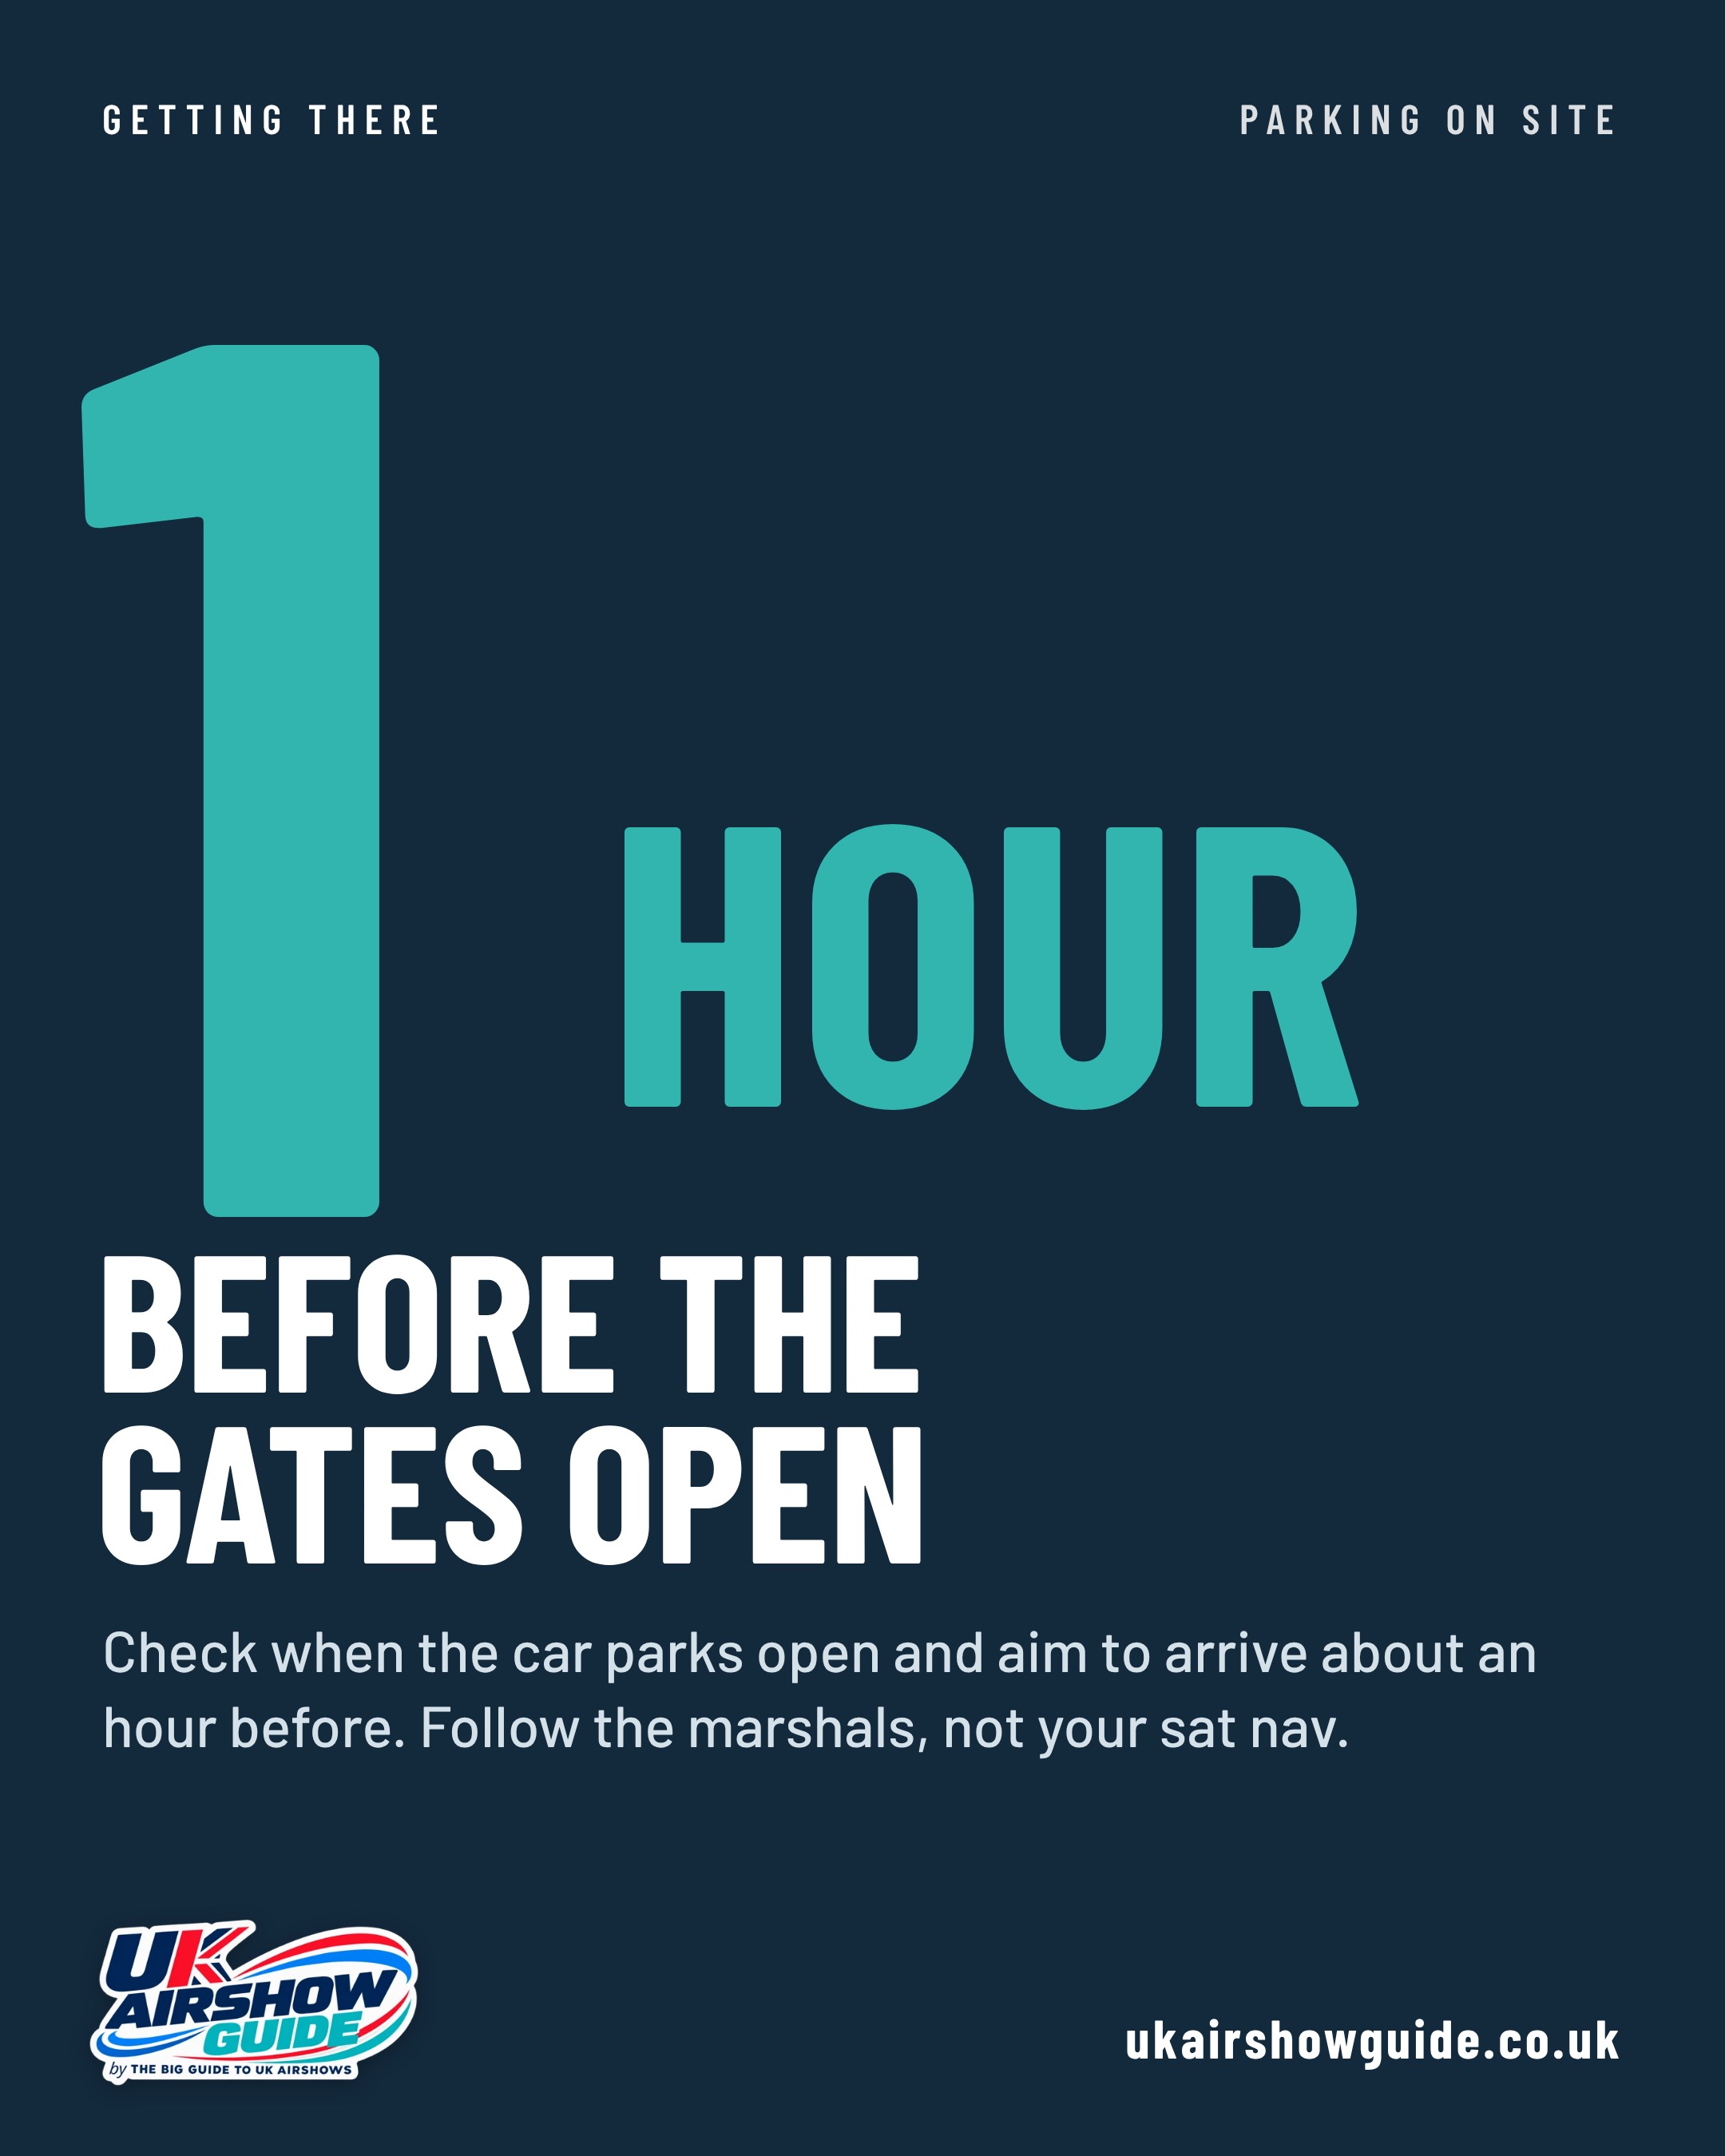 GETTING THERE
PARKING ON SITE
1 HOUR
BEFORE THE
GATES OPEN
Check when the car parks open and aim to arrive about an
hour before. Follow the marshals, not your sat nav.
UK
AIRSHOW
GUIDE
by THE BIG GUIDE TO UK AIRSHOWS
ukairshowguide.co.uk